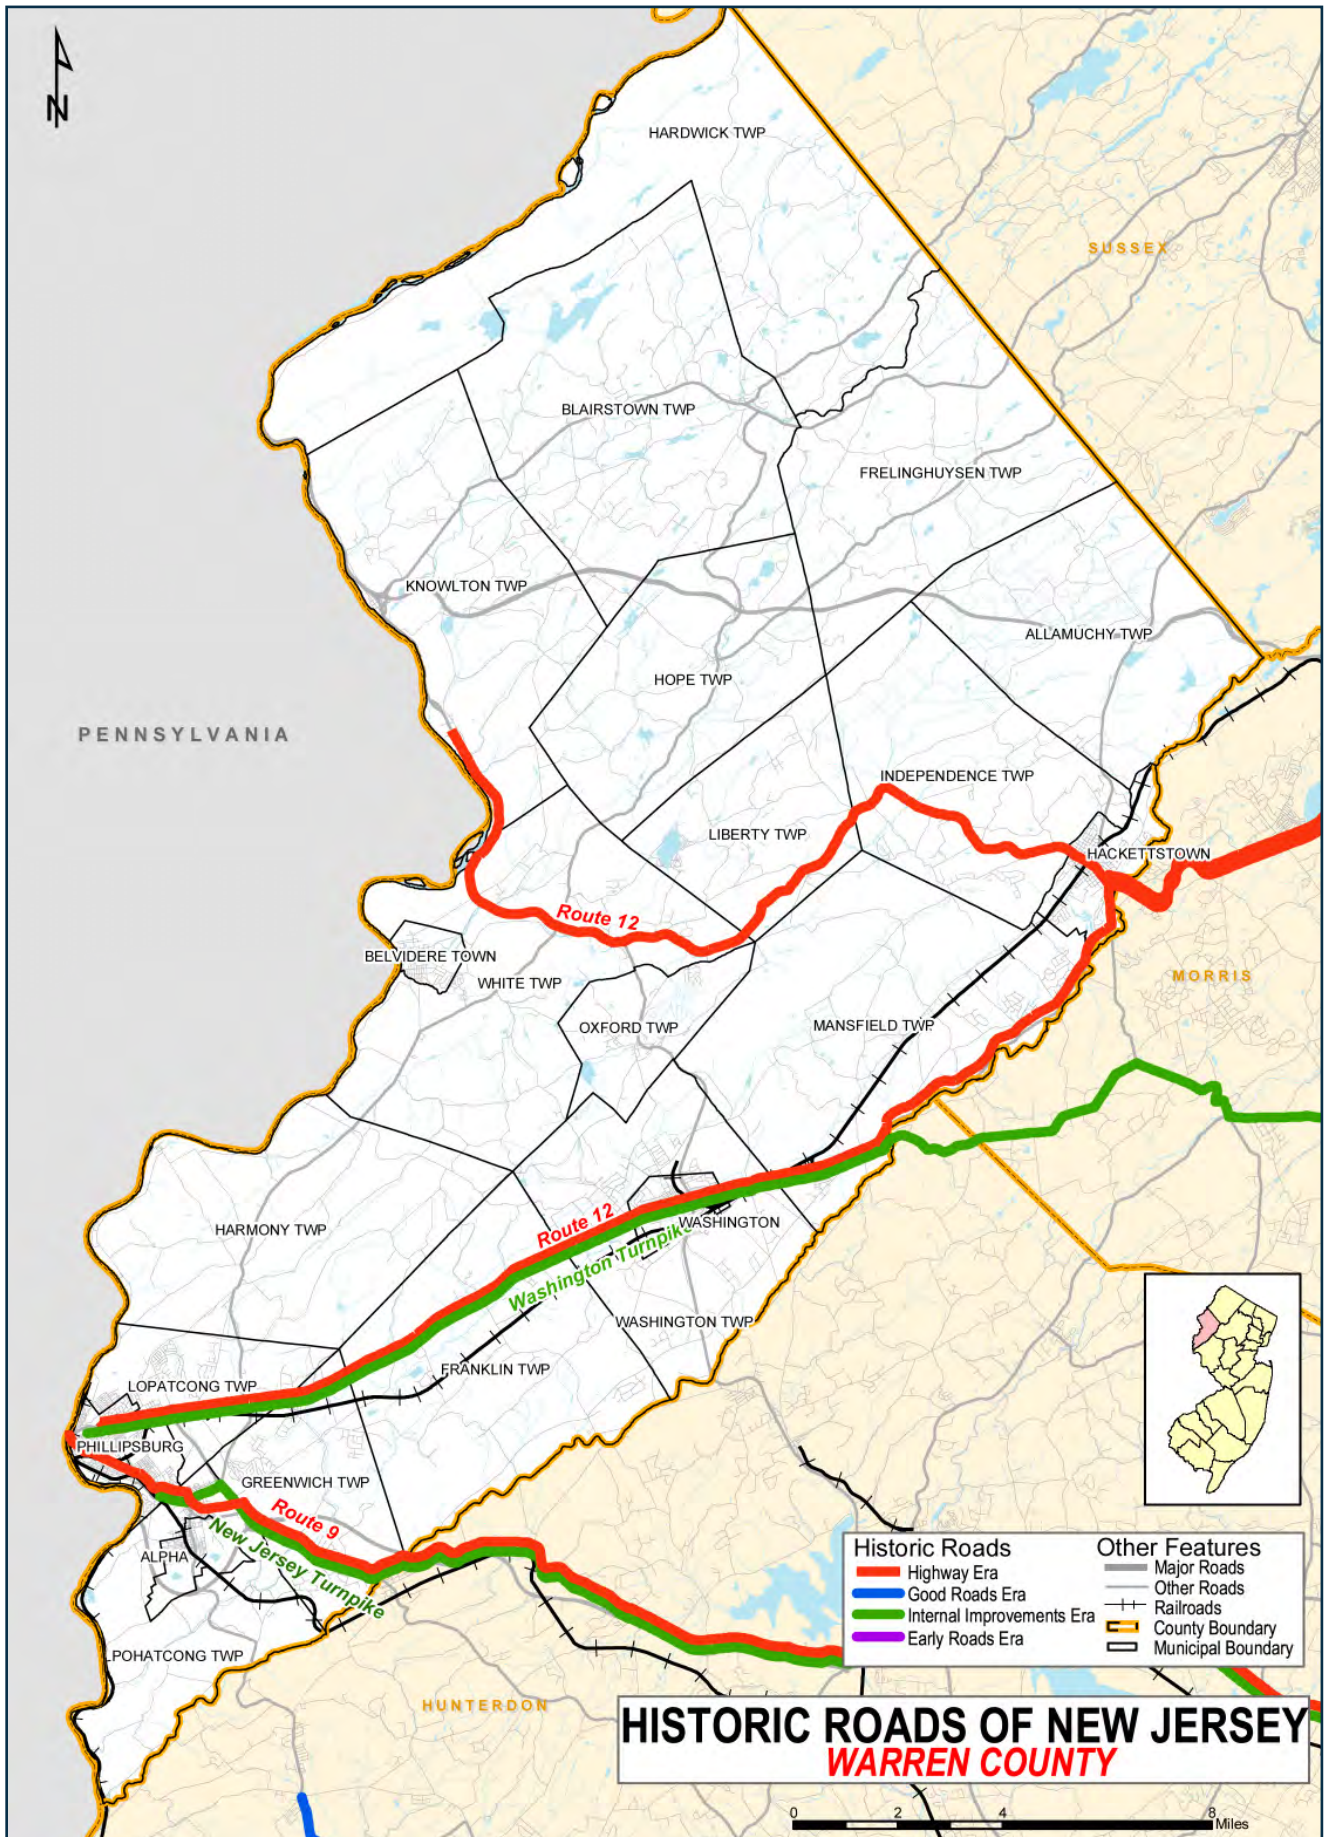 N
HARDWICK TWP
SUSSEX
BLAIRSTOWN TWP
FRELINGHUYSEN TWP
KNOWLTON TWP
ALLAMUCHY TWP
HOPE TWP
PENNSYLVANIA
INDEPENDENCE TWP
LIBERTY TWP
HACKETTSTOWN
Route 12
BELVIDERE TOWN
WHITE TWP
MORRIS
OXFORD TWP
MANSFIELD TWP
HARMONY TWP
Route 12
WASHINGTON
Washington Turnpike
WASHINGTON TWP
FRANKLIN TWP
LOPATCONG TWP
PHILLIPSBURG
GREENWICH TWP
Route 9
New Jersey Turnpike
ALPHA
POHATCONG TWP
HUNTERDON
Historic Roads
Highway Era
Good Roads Era
Internal Improvements Era
Early Roads Era
Other Features
Major Roads
Other Roads
Railroads
County Boundary
Municipal Boundary
HISTORIC ROADS OF NEW JERSEY
WARREN COUNTY
0 2 4 8
Miles